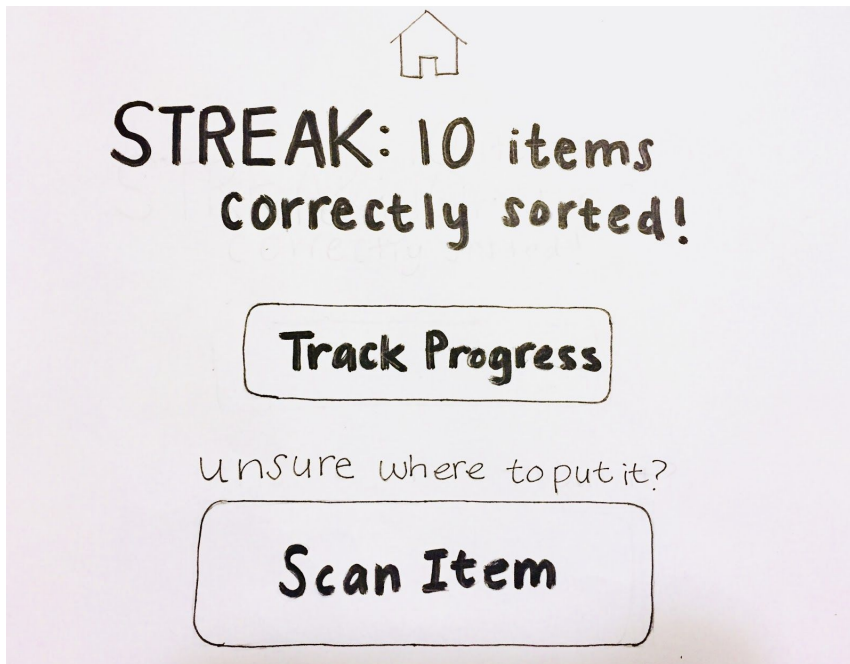 STREAK: 10 items
correctly sorted!
Track Progress
unsure where to put it?
Scan Item